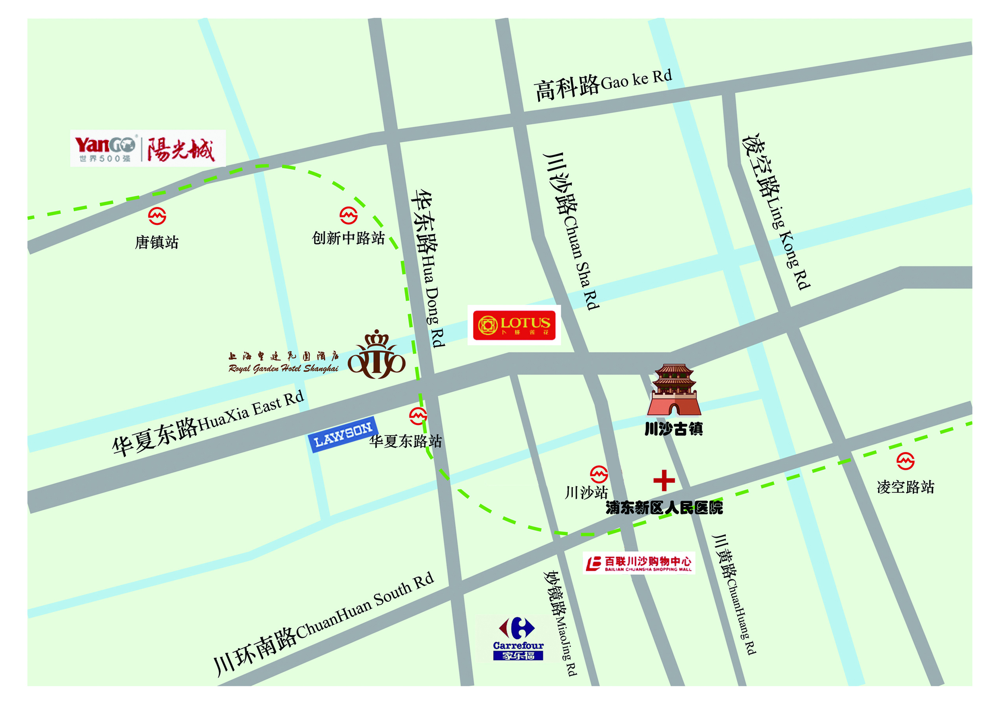 高科路Gao ke Rd
YanGO®
世界500强
陽光城
凌空路Ling Kong Rd
川沙路Chuan Sha Rd
华东路Hua Dong Rd
唐镇站
创新中路站
LOTUS
卜蜂莲花
上海皇廷花园酒店
Royal Garden Hotel Shanghai
华夏东路HuaXia East Rd
LAWSON
华夏东路站
川沙古镇
川沙站
凌空路站
浦东新区人民医院
百联川沙购物中心
BAILIAN CHUANSHA SHOPPING MALL
川黄路ChuanHuang Rd
妙镜路MiaoJing Rd
川环南路ChuanHuan South Rd
Carrefour
家乐福